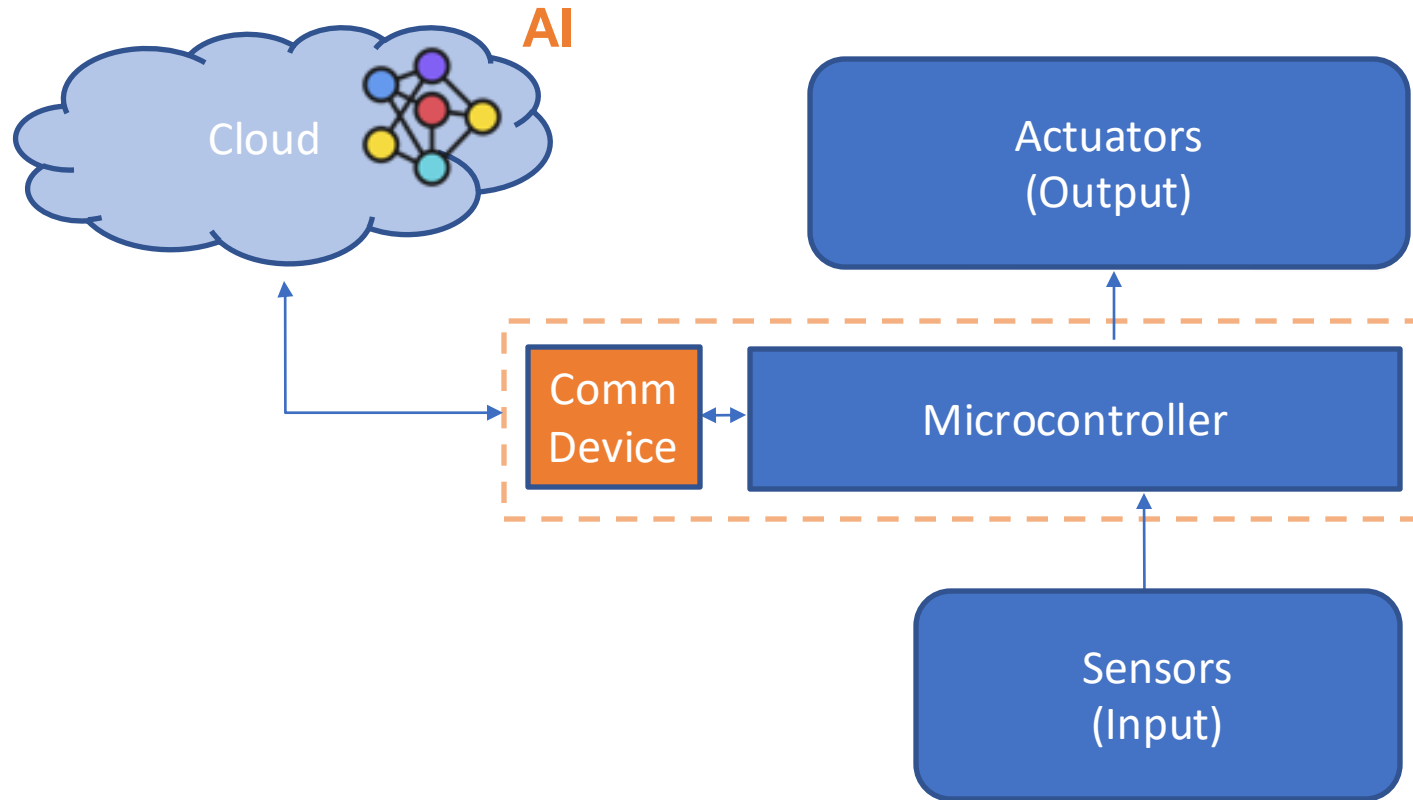 AI
Cloud
Actuators
(Output)
Comm
Device
Microcontroller
Sensors
(Input)